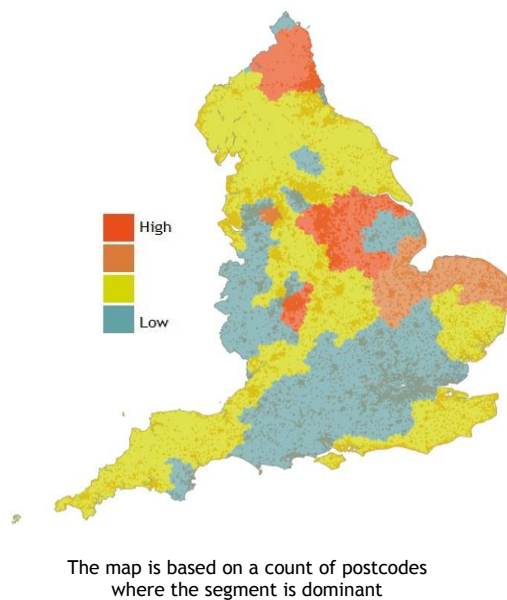 High
Low
The map is based on a count of postcodes
where the segment is dominant